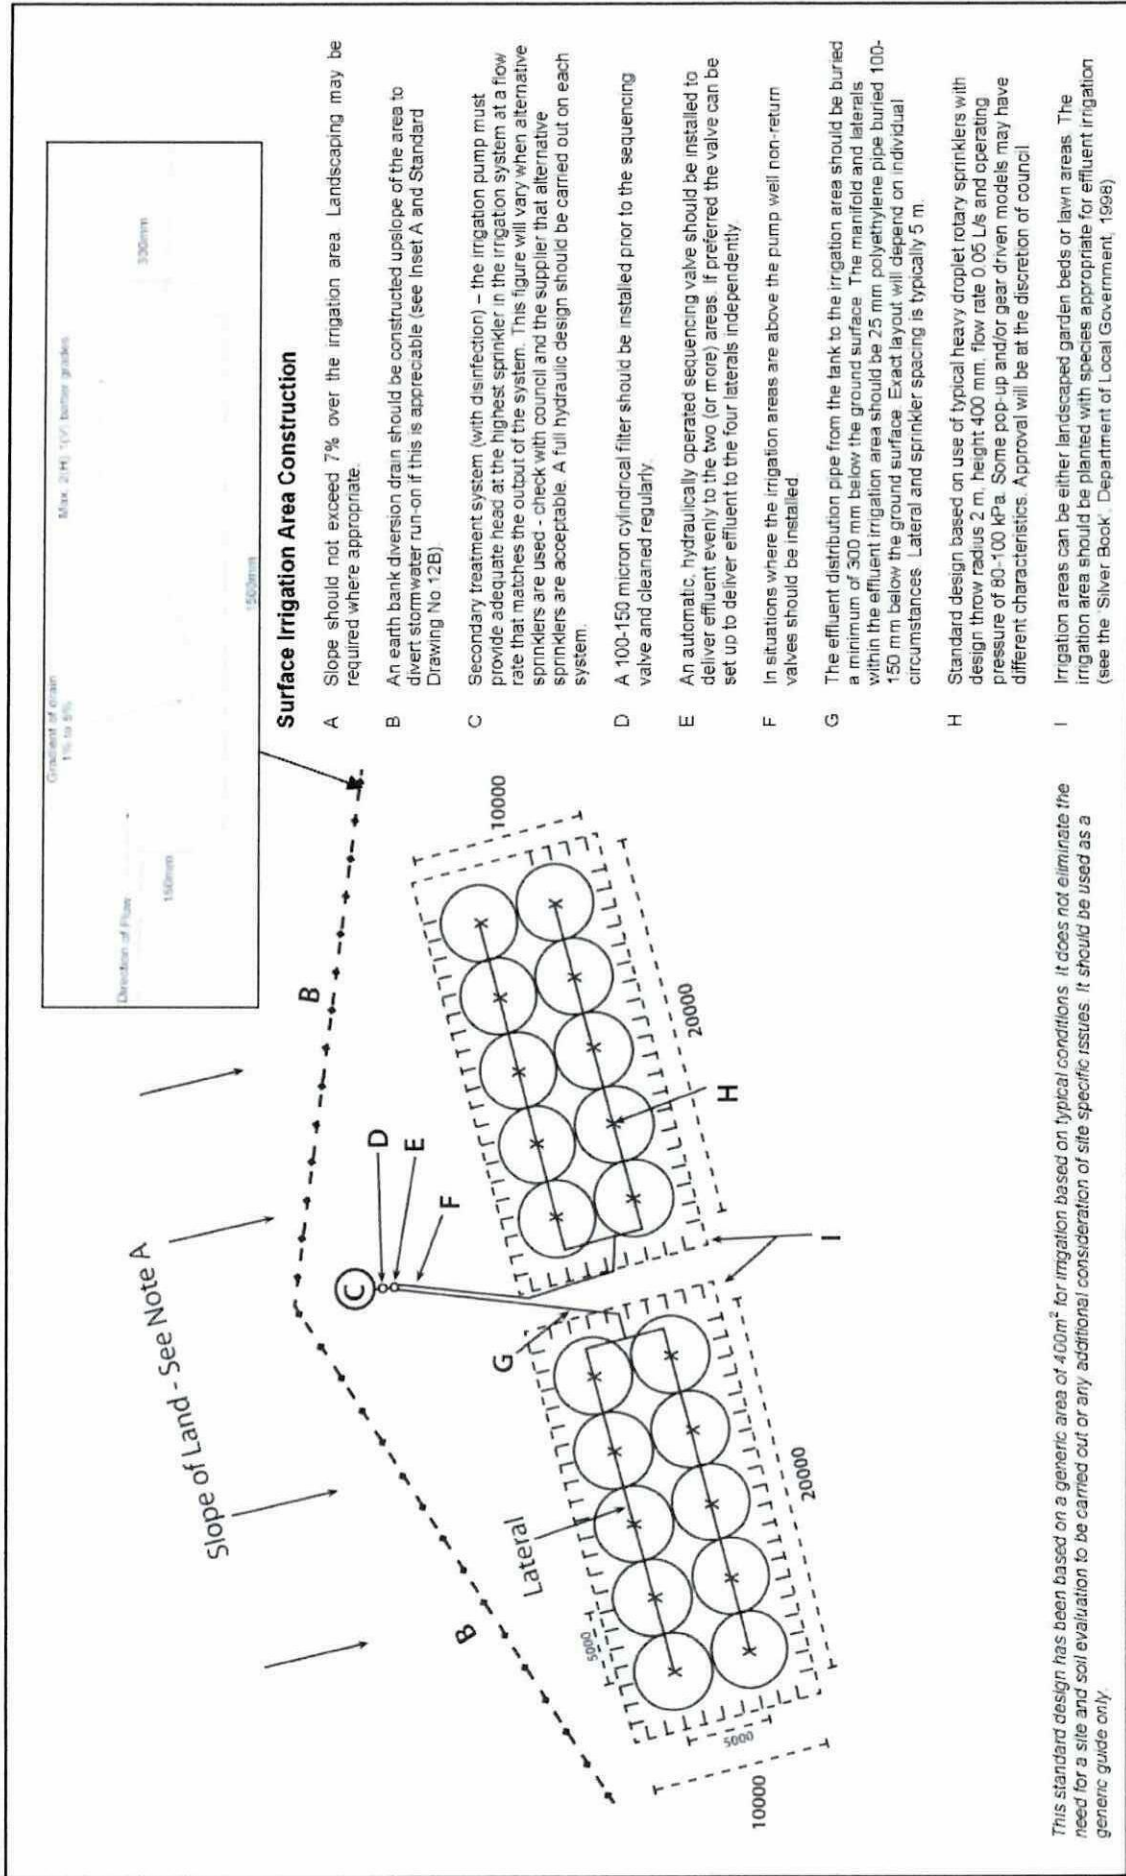 Gradient of drain
1% to 5%
Max. 2(H):1(V) batter grades
Direction of Flow
150mm
1500mm
300mm
Slope of Land - See Note A
B
B
C
D
E
F
G
H
I
Lateral
5000
5000
10000
20000
20000
10000
Surface Irrigation Area Construction
A Slope should not exceed 7% over the irrigation area. Landscaping may be
required where appropriate.
B An earth bank diversion drain should be constructed upslope of the area to
divert stormwater run-on if this is appreciable (see Inset A and Standard
Drawing No 12B)
C Secondary treatment system (with disinfection) – the irrigation pump must
provide adequate head at the highest sprinkler in the irrigation system at a flow
rate that matches the output of the system. This figure will vary when alternative
sprinklers are used - check with council and the supplier that alternative
sprinklers are acceptable. A full hydraulic design should be carried out on each
system.
D A 100-150 micron cylindrical filter should be installed prior to the sequencing
valve and cleaned regularly.
E An automatic, hydraulically operated sequencing valve should be installed to
deliver effluent evenly to the two (or more) areas. If preferred the valve can be
set up to deliver effluent to the four laterals independently.
F In situations where the irrigation areas are above the pump well non-return
valves should be installed
G The effluent distribution pipe from the tank to the irrigation area should be buried
a minimum of 300 mm below the ground surface. The manifold and laterals
within the effluent irrigation area should be 25 mm polyethylene pipe buried 100-
150 mm below the ground surface. Exact layout will depend on individual
circumstances. Lateral and sprinkler spacing is typically 5 m.
H Standard design based on use of typical heavy droplet rotary sprinklers with
design throw radius 2 m, height 400 mm, flow rate 0.05 L/s and operating
pressure of 80-100 kPa. Some pop-up and/or gear driven models may have
different characteristics. Approval will be at the discretion of council
I Irrigation areas can be either landscaped garden beds or lawn areas. The
irrigation area should be planted with species appropriate for effluent irrigation
(see the 'Silver Book', Department of Local Government, 1998)
This standard design has been based on a generic area of 400m² for irrigation based on typical conditions. It does not eliminate the
need for a site and soil evaluation to be carried out or any additional consideration of site specific issues. It should be used as a
generic guide only.